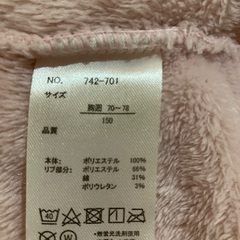 NO. 742-701
サイズ
胸囲 70～78
150
品質
本体: ポリエステル 100%
リブ部分: ポリエステル 66%
綿 31%
ポリウレタン 3%
40